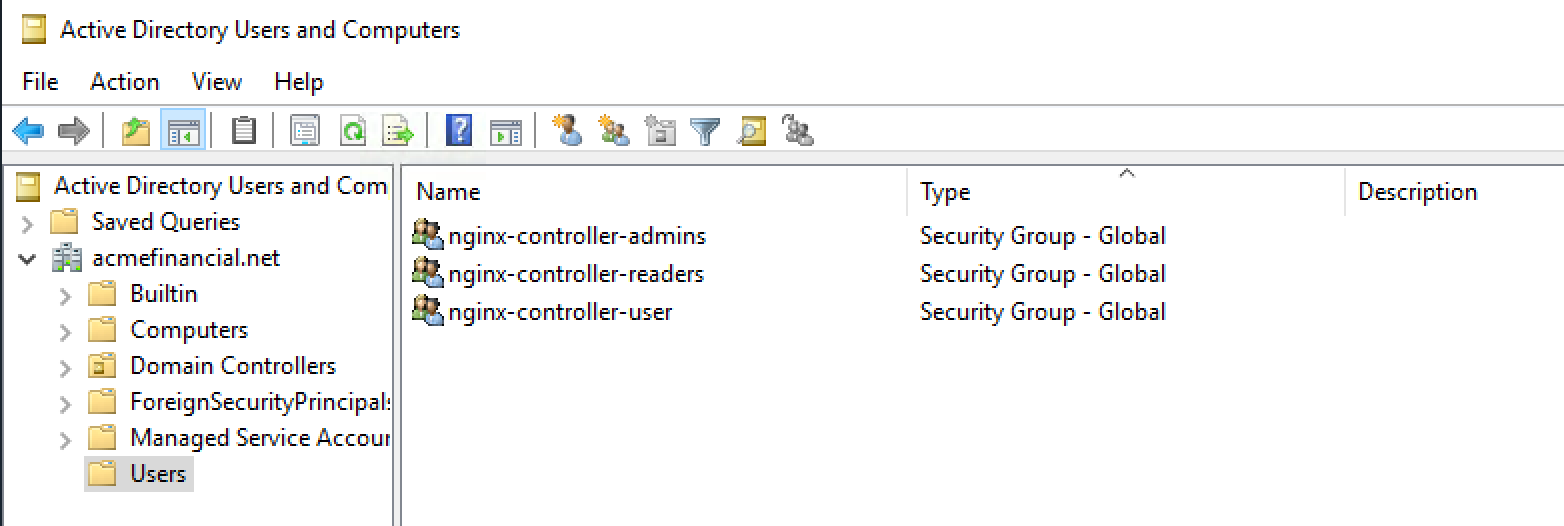 Active Directory Users and Computers
File Action View Help
Active Directory Users and Com
Name Type Description
Saved Queries
nginx-controller-admins Security Group - Global
acmefinancial.net
nginx-controller-readers Security Group - Global
Builtin
nginx-controller-user Security Group - Global
Computers
Domain Controllers
ForeignSecurityPrincipals
Managed Service Accour
Users